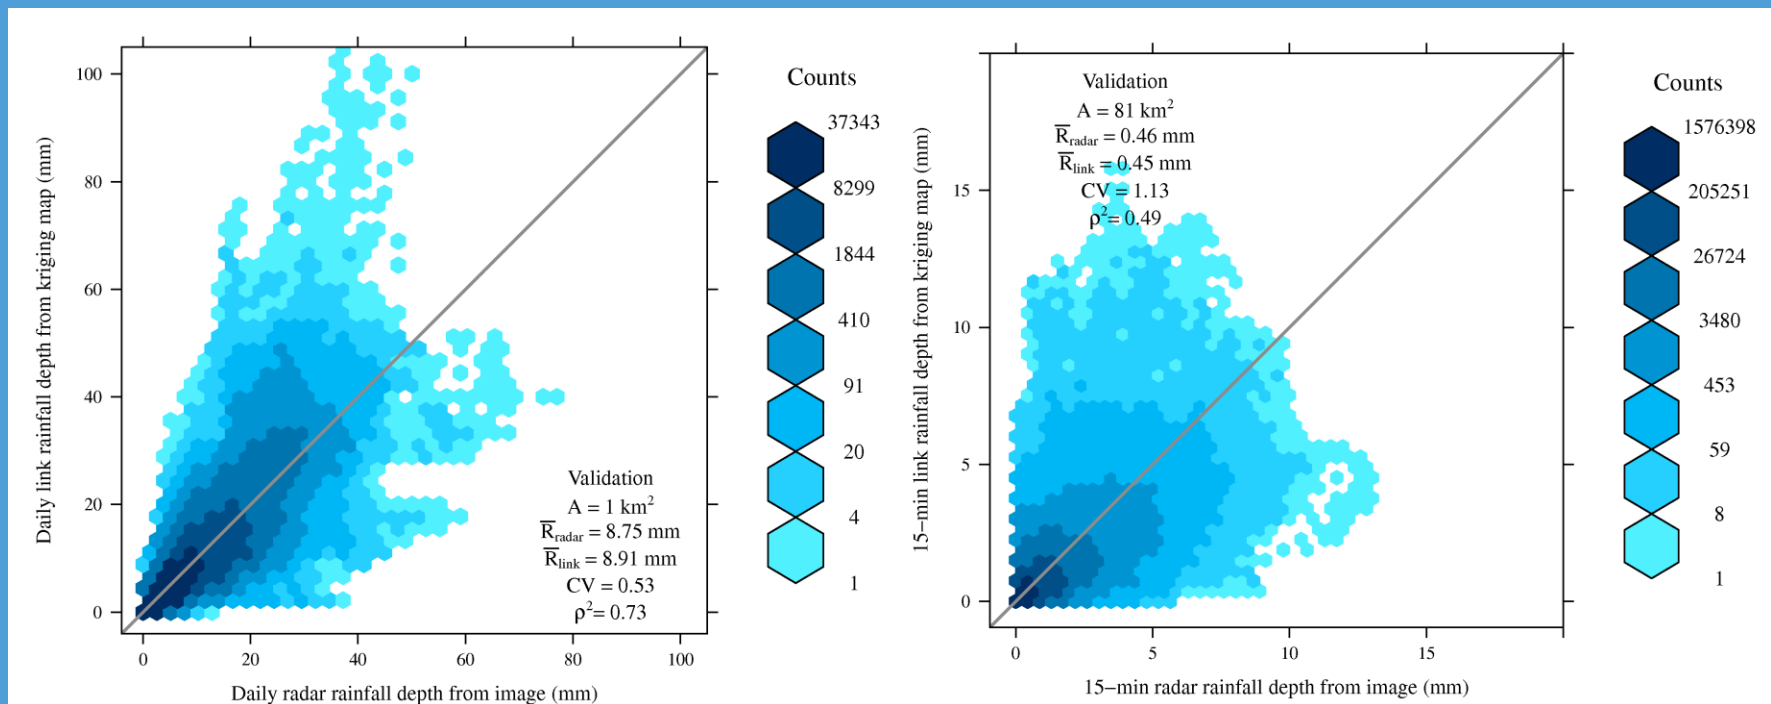 100
80
60
40
20
0
0
20
40
60
80
100
Daily link rainfall depth from kriging map (mm)
Daily radar rainfall depth from image (mm)
Validation
A = 1 km²
R̅radar = 8.75 mm
R̅link = 8.91 mm
CV = 0.53
ρ²= 0.73
Counts
37343
8299
1844
410
91
20
4
1
15
10
5
0
0
5
10
15
15−min link rainfall depth from kriging map (mm)
15−min radar rainfall depth from image (mm)
Validation
A = 81 km²
R̅radar = 0.46 mm
R̅link = 0.45 mm
CV = 1.13
ρ²= 0.49
Counts
1576398
205251
26724
3480
453
59
8
1